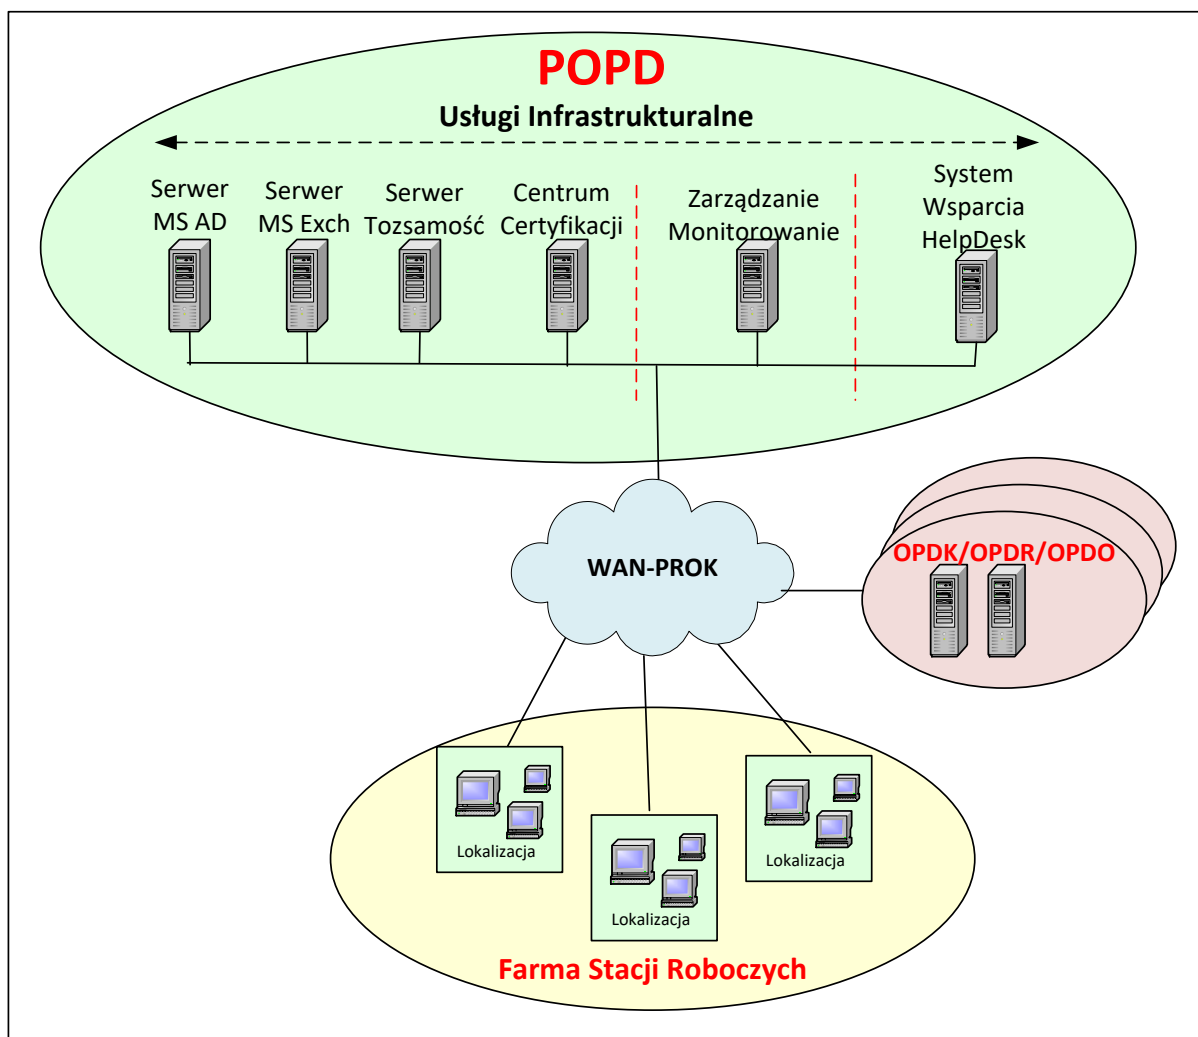 POPD
Usługi Infrastrukturalne
Serwer
MS AD
Serwer
MS Exch
Serwer
Tozsamość
Centrum
Certyfikacji
Zarządzanie
Monitorowanie
System
Wsparcia
HelpDesk
WAN-PROK
OPDK/OPDR/OPDO
Lokalizacja
Lokalizacja
Lokalizacja
Farma Stacji Roboczych